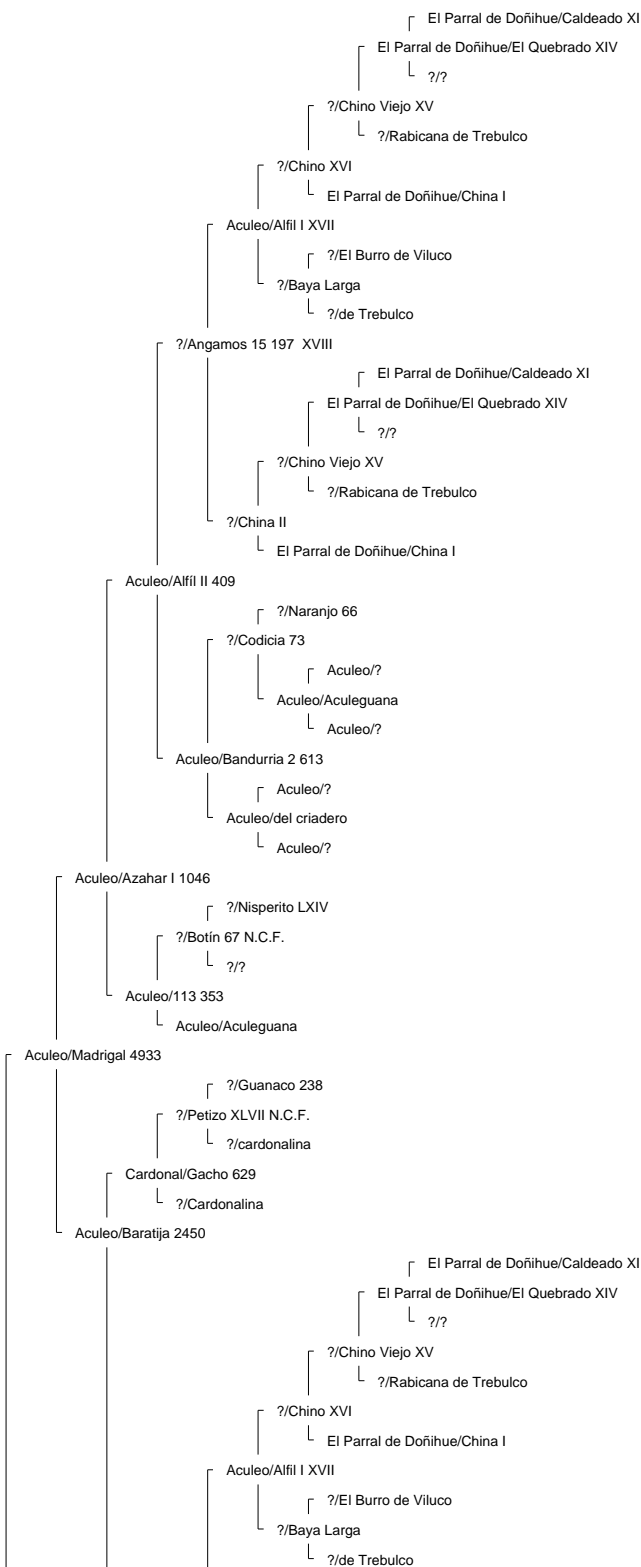 El Parral de Doñihue/Caldeado XI
El Parral de Doñihue/El Quebrado XIV
?/?
?/Chino Viejo XV
?/Rabicana de Trebulco
?/Chino XVI
El Parral de Doñihue/China I
Aculeo/Alfil I XVII
?/El Burro de Viluco
?/Baya Larga
?/de Trebulco
?/Angamos 15 197 XVIII
El Parral de Doñihue/Caldeado XI
El Parral de Doñihue/El Quebrado XIV
?/?
?/Chino Viejo XV
?/Rabicana de Trebulco
?/China II
El Parral de Doñihue/China I
Aculeo/Alfíl II 409
?/Naranjo 66
?/Codicia 73
Aculeo/?
Aculeo/Aculeguana
Aculeo/?
Aculeo/Bandurria 2 613
Aculeo/?
Aculeo/del criadero
Aculeo/?
Aculeo/Azahar I 1046
?/Nisperito LXIV
?/Botín 67 N.C.F.
?/?
Aculeo/113 353
Aculeo/Aculeguana
Aculeo/Madrigal 4933
?/Guanaco 238
?/Petizo XLVII N.C.F.
?/cardonalina
Cardonal/Gacho 629
?/Cardonalina
Aculeo/Baratija 2450
El Parral de Doñihue/Caldeado XI
El Parral de Doñihue/El Quebrado XIV
?/?
?/Chino Viejo XV
?/Rabicana de Trebulco
?/Chino XVI
El Parral de Doñihue/China I
Aculeo/Alfil I XVII
?/El Burro de Viluco
?/Baya Larga
?/de Trebulco